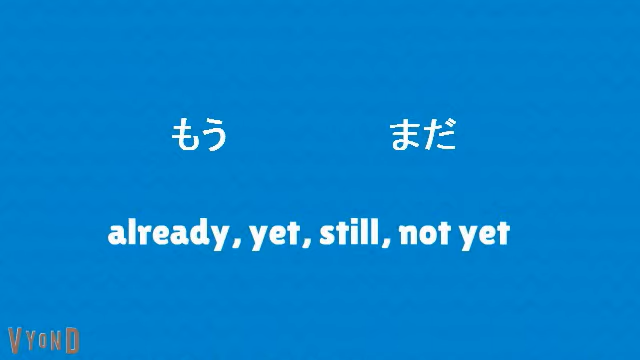 もう まだ
already, yet, still, not yet
VYOND